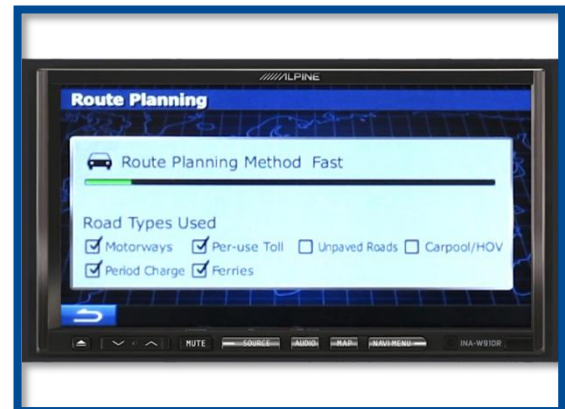 ALPINE
Route Planning
Route Planning Method Fast
Road Types Used
Motorways Per-use Toll Unpaved Roads Carpool/HOV
Period Charge Ferries
MUTE SOURCE AUDIO MAP NAVI MENU INA-W910R